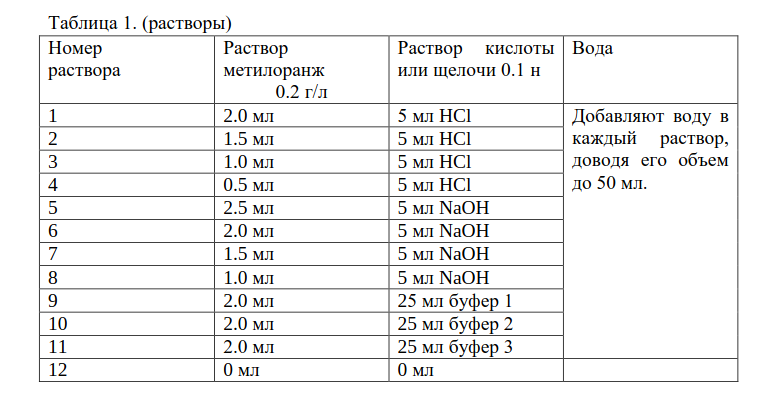 Таблица 1. (растворы)
Номер раствора | Раствор метилоранж 0.2 г/л | Раствор кислоты или щелочи 0.1 н | Вода
1 | 2.0 мл | 5 мл HCl | Добавляют воду в каждый раствор, доводя его объем до 50 мл.
2 | 1.5 мл | 5 мл HCl
3 | 1.0 мл | 5 мл HCl
4 | 0.5 мл | 5 мл HCl
5 | 2.5 мл | 5 мл NaOH
6 | 2.0 мл | 5 мл NaOH
7 | 1.5 мл | 5 мл NaOH
8 | 1.0 мл | 5 мл NaOH
9 | 2.0 мл | 25 мл буфер 1
10 | 2.0 мл | 25 мл буфер 2
11 | 2.0 мл | 25 мл буфер 3
12 | 0 мл | 0 мл